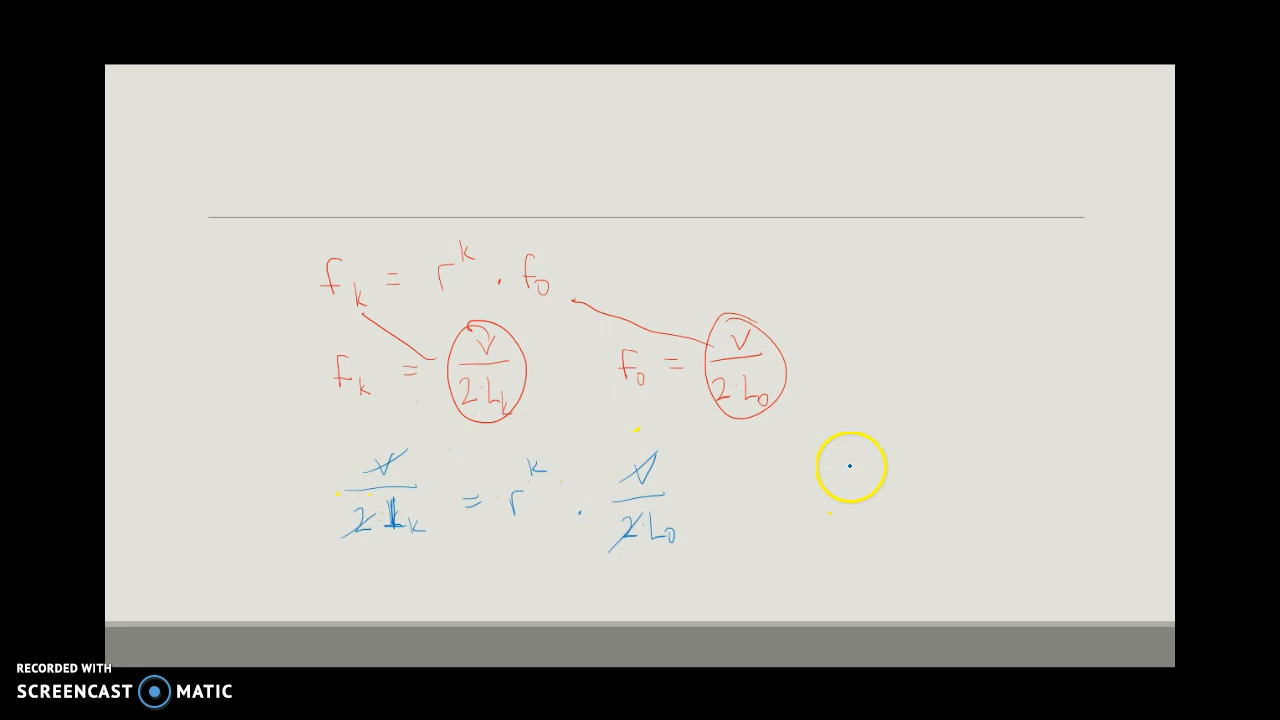 f_k = r^k · f_0
f_k = v / (2·L_k) f_0 = v / (2·L_0)
v / (2·L_k) = r^k · v / (2·L_0)
RECORDED WITH
SCREENCAST MATIC